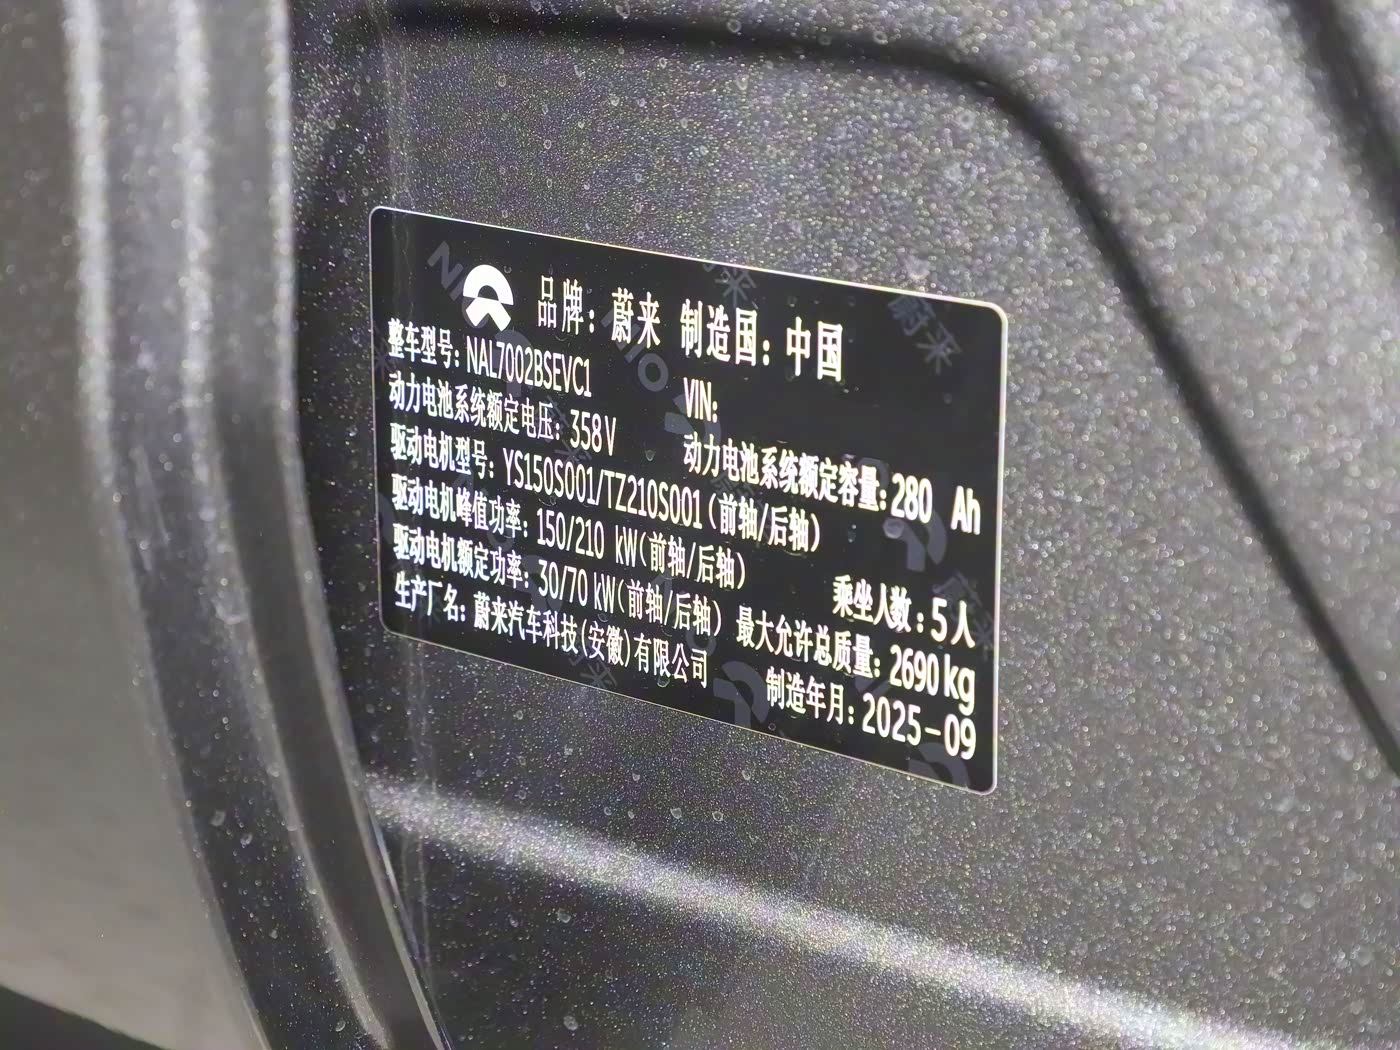 品牌：蔚来 制造国：中国
整车型号：NAL7002BSEVC1 VIN:
动力电池系统额定电压：358V 动力电池系统额定容量：280 Ah
驱动电机型号：YS150S001/TZ210S001(前轴/后轴)
驱动电机峰值功率：150/210 kW(前轴/后轴) 乘坐人数：5人
驱动电机额定功率：30/70 kW(前轴/后轴) 最大允许总质量：2690kg
生产厂名：蔚来汽车科技(安徽)有限公司 制造年月：2025-09